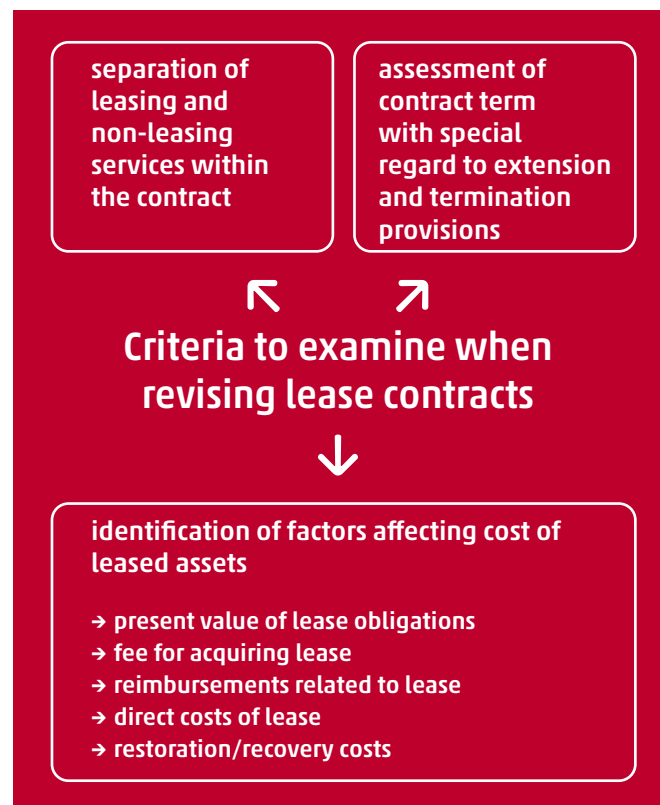 separation of
leasing and
non-leasing
services within
the contract
assessment of
contract term
with special
regard to extension
and termination
provisions
Criteria to examine when
revising lease contracts
identification of factors affecting cost of
leased assets
→ present value of lease obligations
→ fee for acquiring lease
→ reimbursements related to lease
→ direct costs of lease
→ restoration/recovery costs